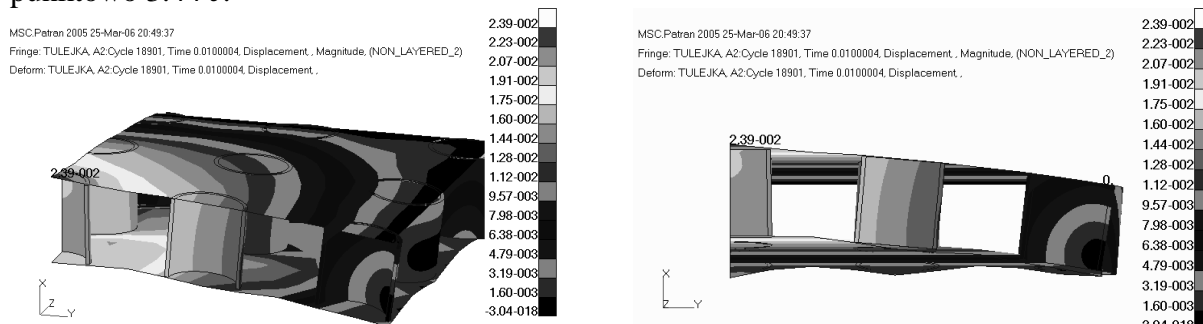 MSC.Patran 2005 25-Mar-06 20:49:37
Fringe: TULEJKA, A2:Cycle 18901, Time 0.0100004, Displacement, , Magnitude, (NON_LAYERED_2)
Deform: TULEJKA, A2:Cycle 18901, Time 0.0100004, Displacement, ,
2.39-002
2.23-002
2.07-002
1.91-002
1.75-002
1.60-002
1.44-002
1.28-002
1.12-002
9.57-003
7.98-003
6.38-003
4.79-003
3.19-003
1.60-003
-3.04-018
2.39-002
X
Z
Y
MSC.Patran 2005 25-Mar-06 20:49:37
Fringe: TULEJKA, A2:Cycle 18901, Time 0.0100004, Displacement, , Magnitude, (NON_LAYERED_2)
Deform: TULEJKA, A2:Cycle 18901, Time 0.0100004, Displacement, ,
2.39-002
2.23-002
2.07-002
1.91-002
1.75-002
1.60-002
1.44-002
1.28-002
1.12-002
9.57-003
7.98-003
6.38-003
4.79-003
3.19-003
1.60-003
2.39-002
0.
X
Z
Y